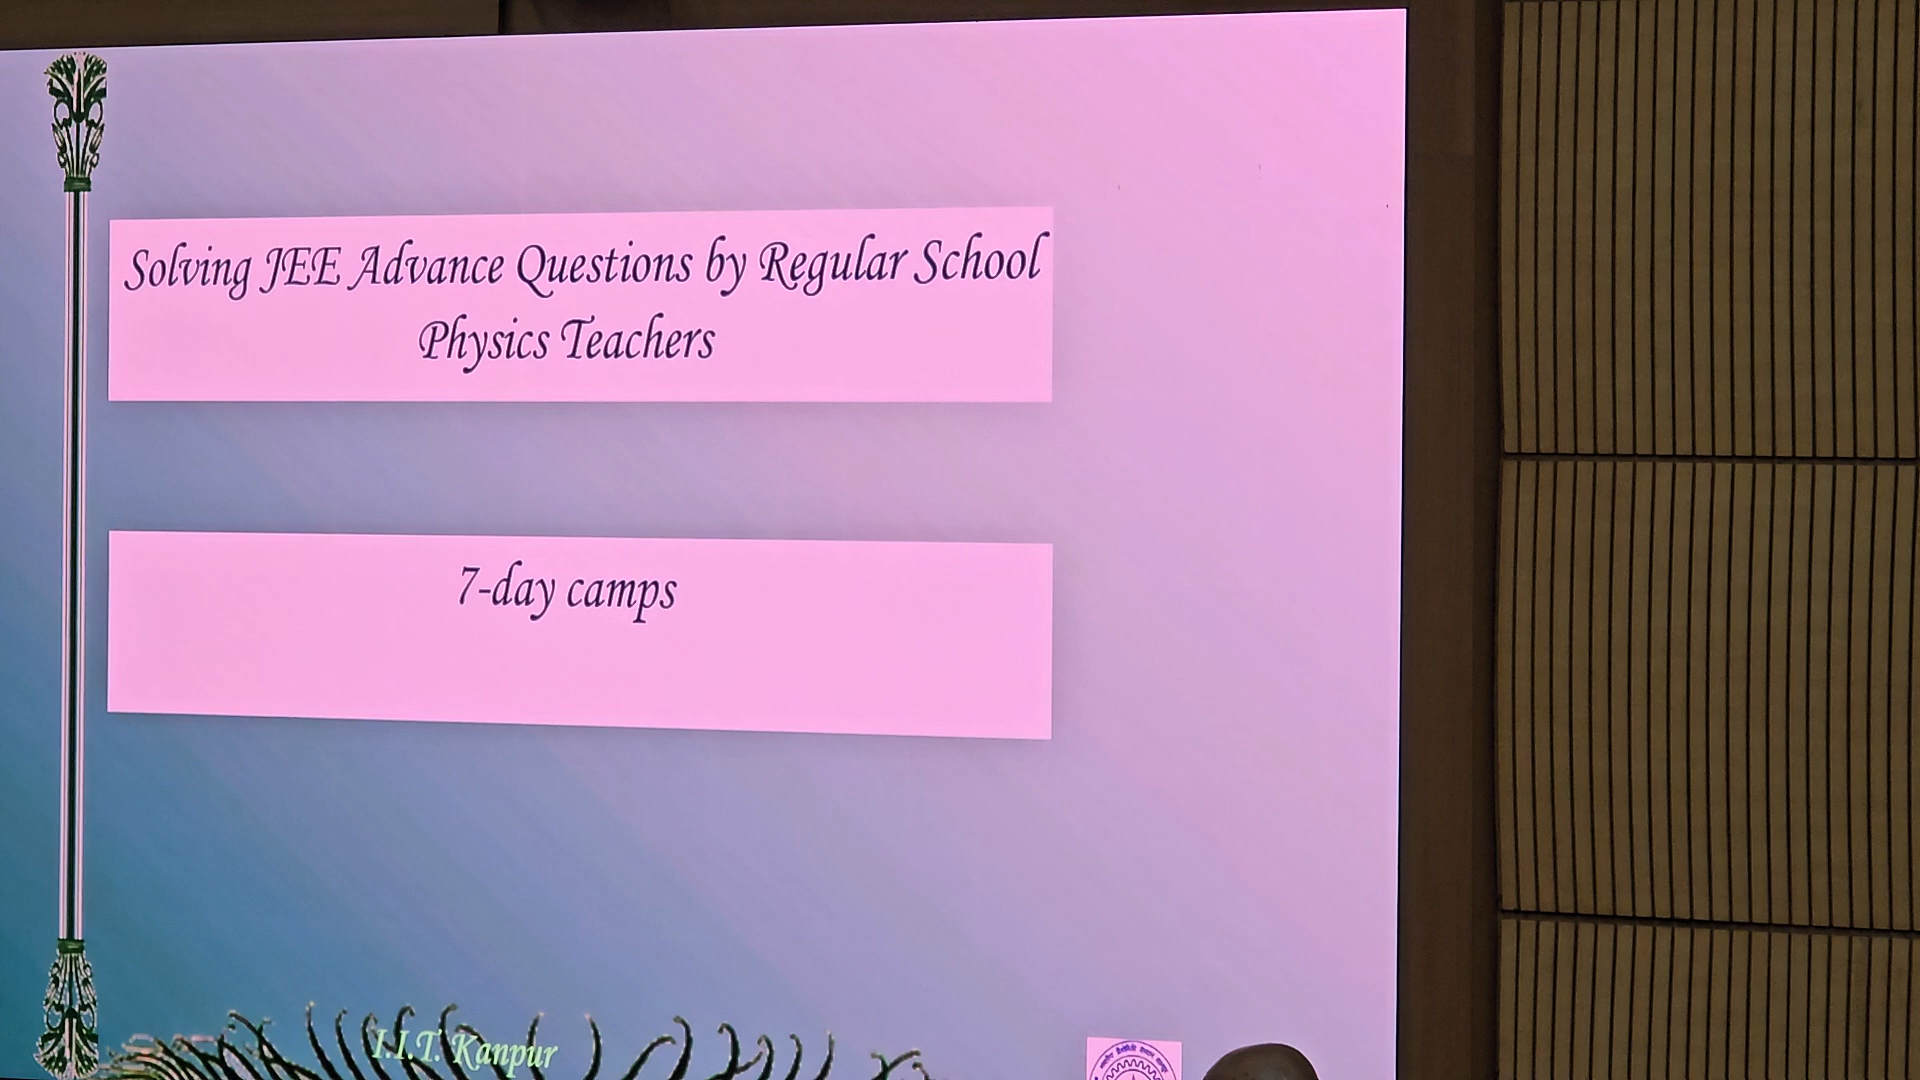 Solving JEE Advance Questions by Regular School
Physics Teachers
7-day camps
I.I.T. Kanpur